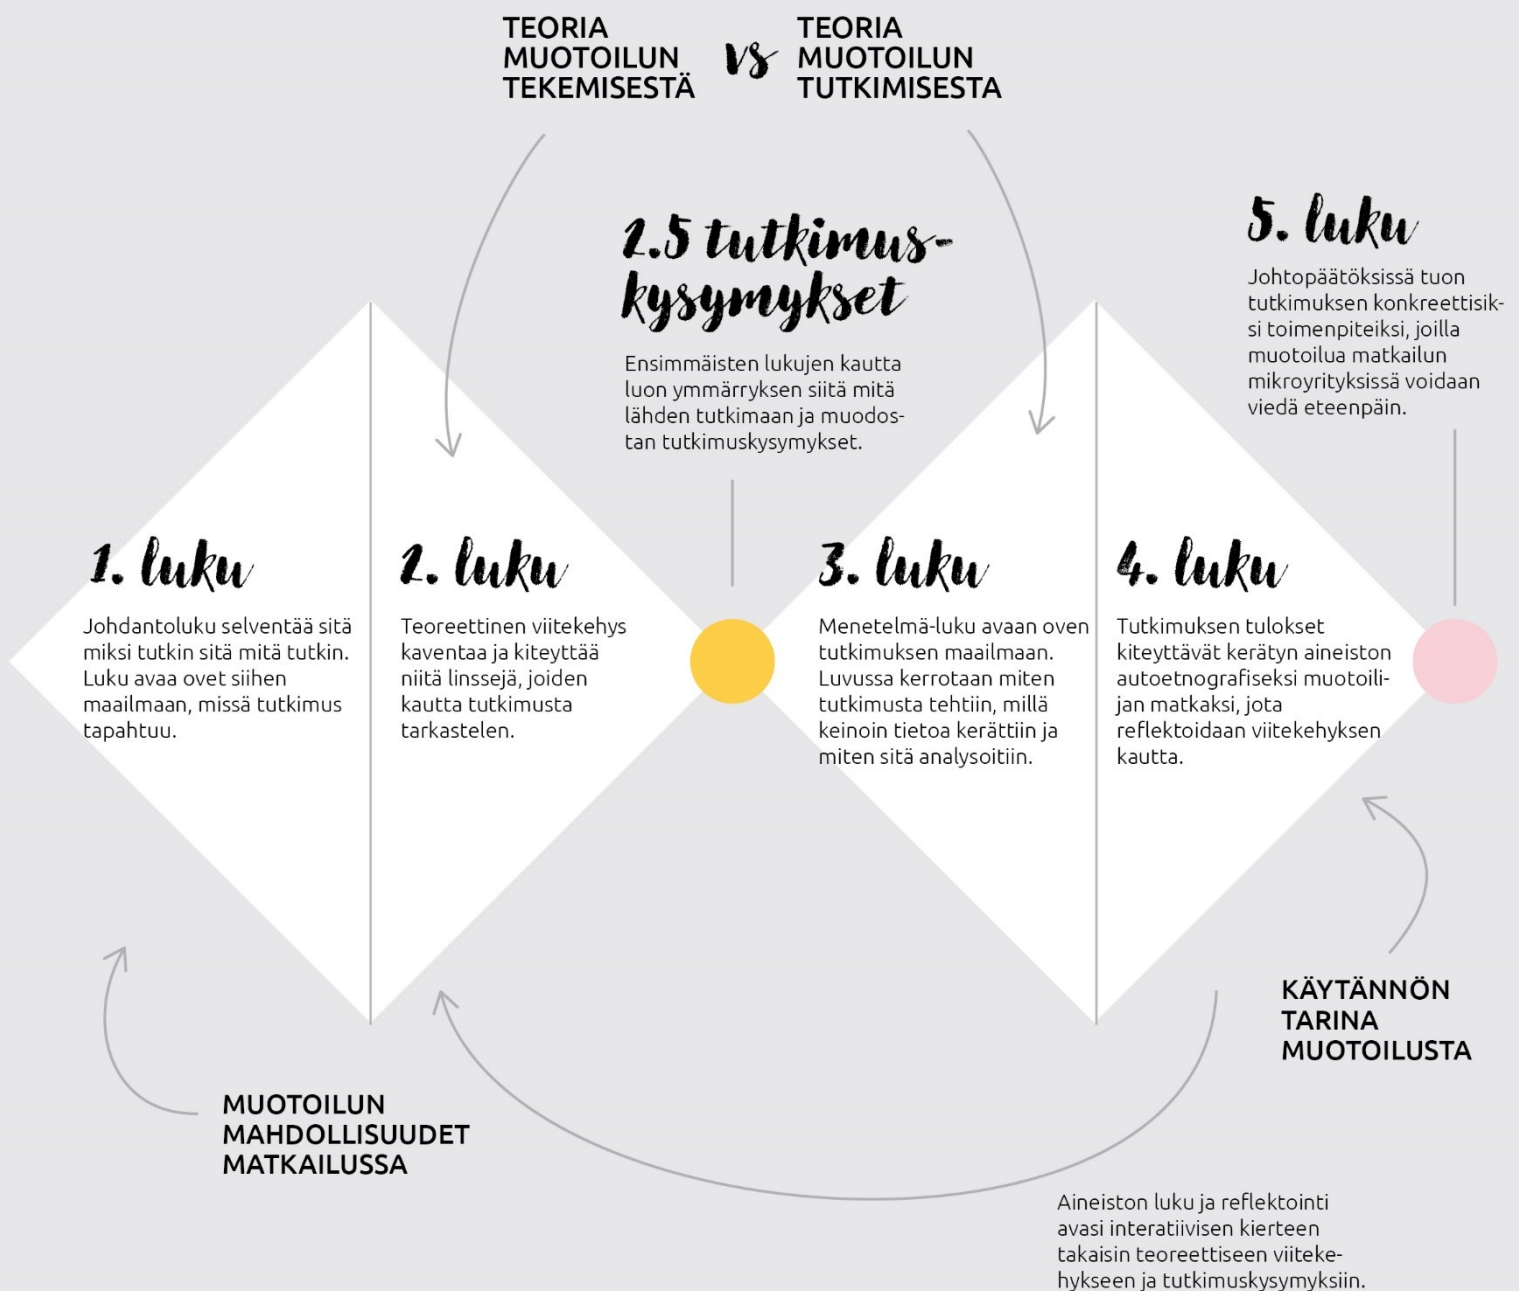 TEORIA
MUOTOILUN
TEKEMISESTÄ
vs
TEORIA
MUOTOILUN
TUTKIMISESTA
2.5 tutkimus-
kysymykset
Ensimmäisten lukujen kautta
luon ymmärryksen siitä mitä
lähden tutkimaan ja muodos-
tan tutkimuskysymykset.
5. luku
Johtopäätöksissä tuon
tutkimuksen konkreettisik-
si toimenpiteiksi, joilla
muotoilua matkailun
mikroyrityksissä voidaan
viedä eteenpäin.
1. luku
Johdantoluku selventää sitä
miksi tutkin sitä mitä tutkin.
Luku avaa ovet siihen
maailmaan, missä tutkimus
tapahtuu.
2. luku
Teoreettinen viitekehys
kaventaa ja kiteyttää
niitä linssejä, joiden
kautta tutkimusta
tarkastelen.
3. luku
Menetelmä-luku avaan oven
tutkimuksen maailmaan.
Luvussa kerrotaan miten
tutkimusta tehtiin, millä
keinoin tietoa kerättiin ja
miten sitä analysoitiin.
4. luku
Tutkimuksen tulokset
kiteyttävät kerätyn aineiston
autoetnografiseksi muotoili-
jan matkaksi, jota
reflektoidaan viitekehyksen
kautta.
MUOTOILUN
MAHDOLLISUUDET
MATKAILUSSA
KÄYTÄNNÖN
TARINA
MUOTOILUSTA
Aineiston luku ja reflektointi
avasi interatiivisen kierteen
takaisin teoreettiseen viiteke-
hykseen ja tutkimuskysymyksiin.